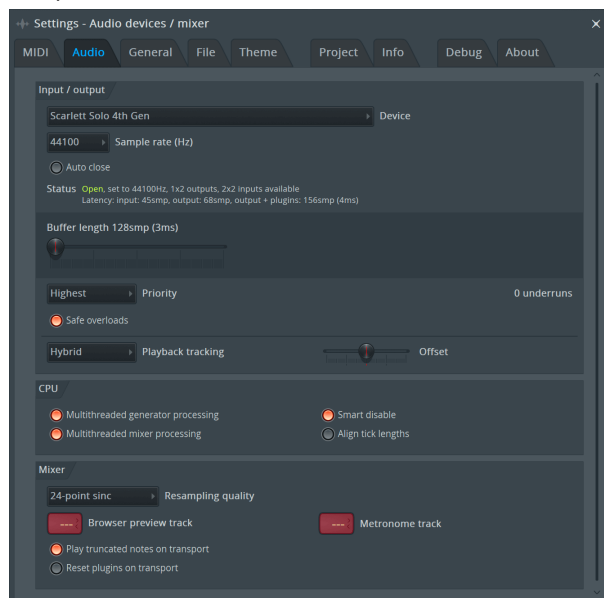 Settings - Audio devices / mixer
MIDI Audio General File Theme Project Info Debug About
Input / output
Scarlett Solo 4th Gen Device
44100 Sample rate (Hz)
Auto close
Status Open, set to 44100Hz, 1x2 outputs, 2x2 inputs available
Latency: input: 45smp, output: 68smp, output + plugins: 156smp (4ms)
Buffer length 128smp (3ms)
Highest Priority 0 underruns
Safe overloads
Hybrid Playback tracking Offset
CPU
Multithreaded generator processing Smart disable
Multithreaded mixer processing Align tick lengths
Mixer
24-point sinc Resampling quality
--- Browser preview track --- Metronome track
Play truncated notes on transport
Reset plugins on transport